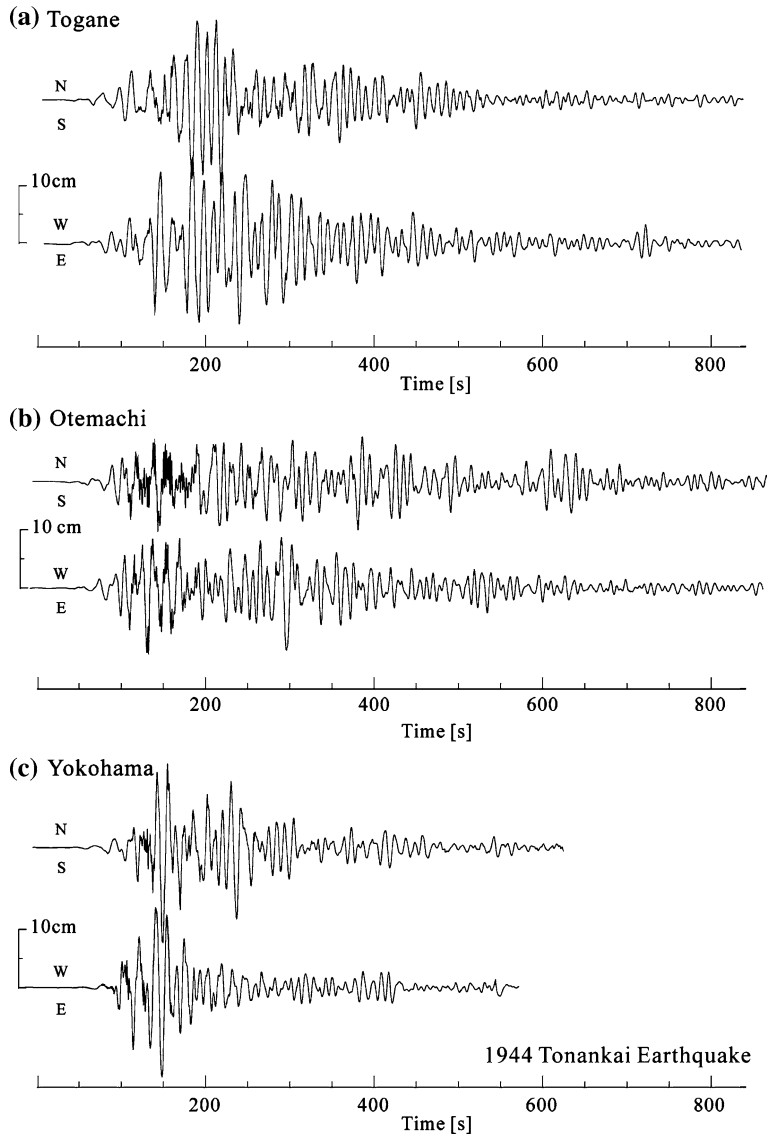 (a) Togane
N
S
10cm
W
E
200 400 600 800
Time [s]
(b) Otemachi
N
S
10 cm
W
E
200 400 600 800
Time [s]
(c) Yokohama
N
S
10cm
W
E
1944 Tonankai Earthquake
200 400 600 800
Time [s]